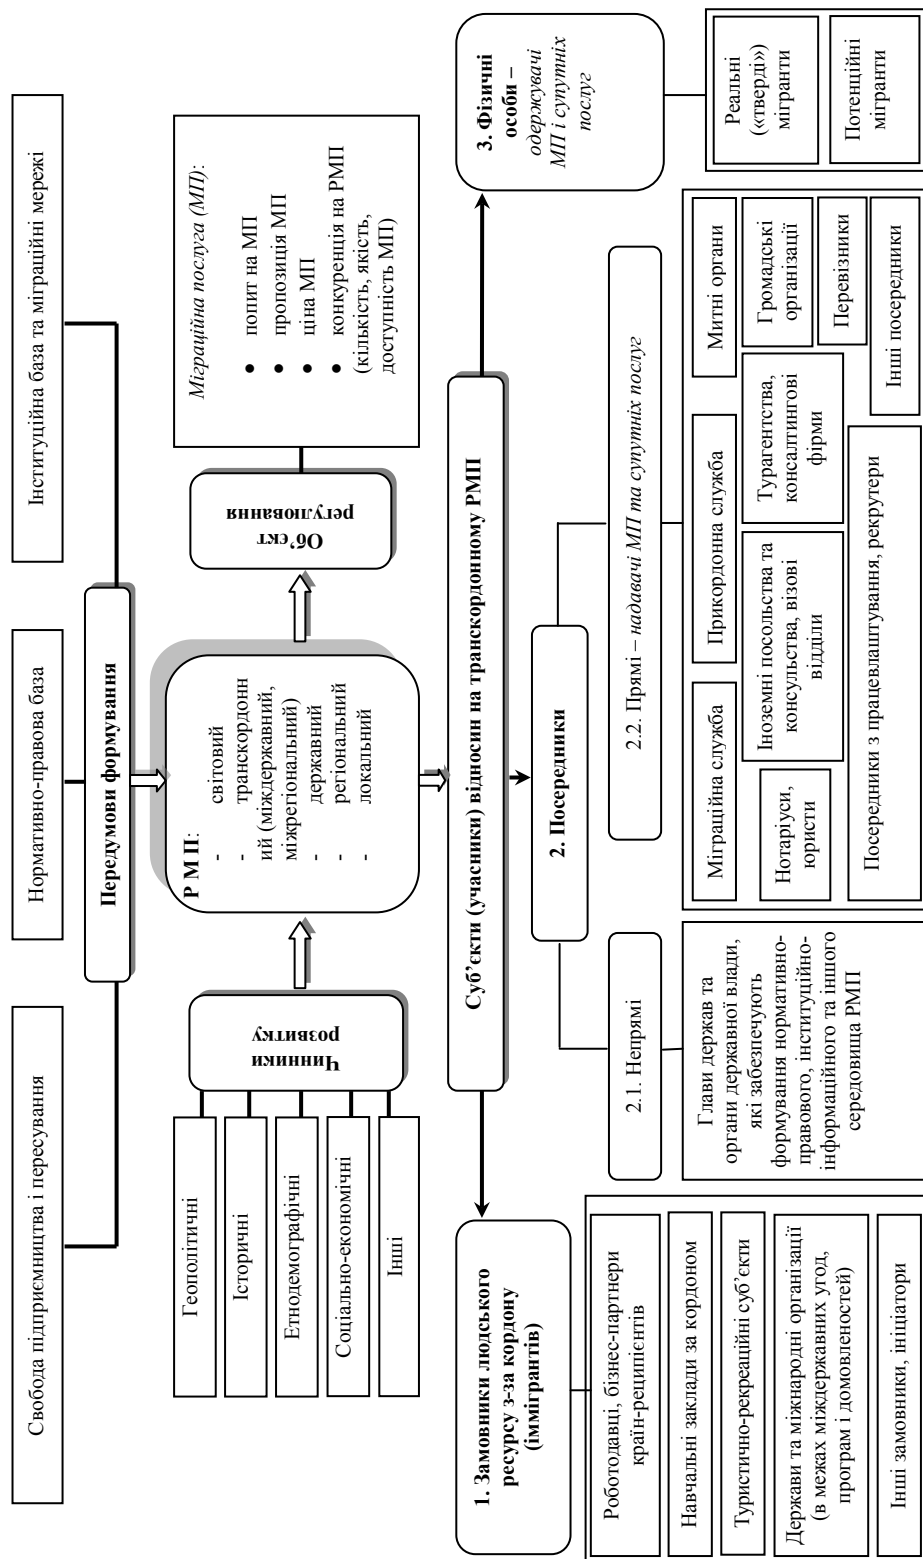 Свобода підприємництва і пересування
Нормативно-правова база
Інституційна база та міграційні мережі
Передумови формування
Геополітичні
Історичні
Етнодемографічні
Соціально-економічні
Інші
Чинники
розвитку
Р М П:
- світовий
- транскордонн
ий (міждержавний,
міжрегіональний)
- державний
- регіональний
- локальний
Об’єкт
регулювання
Міграційна послуга (МП):
● попит на МП
● пропозиція МП
● ціна МП
● конкуренція на РМП
(кількість, якість,
доступність МП)
Суб’єкти (учасники) відносин на транскордонному РМП
1. Замовники людського
ресурсу з-за кордону
(іммігрантів)
Роботодавці, бізнес-партнери
країн-реципієнтів
Навчальні заклади за кордоном
Туристично-рекреаційні суб’єкти
Держави та міжнародні організації
(в межах міждержавних угод,
програм і домовленостей)
Інші замовники, ініціатори
2. Посередники
2.1. Непрямі
Глави держав та
органи державної влади,
які забезпечують
формування нормативно-
правового, інституційно-
інформаційного та іншого
середовища РМП
2.2. Прямі – надавачі МП та супутніх послуг
Міграційна служба
Прикордонна служба
Митні органи
Нотаріуси,
юристи
Іноземні посольства та
консульства, візові
відділи
Турагентства,
консалтингові
фірми
Громадські
організації
Перевізники
Посередники з працевлаштування, рекрутери
Інші посередники
3. Фізичні
особи –
одержувачі
МП і супутніх
послуг
Реальні
(«тверді»)
мігранти
Потенційні
мігранти